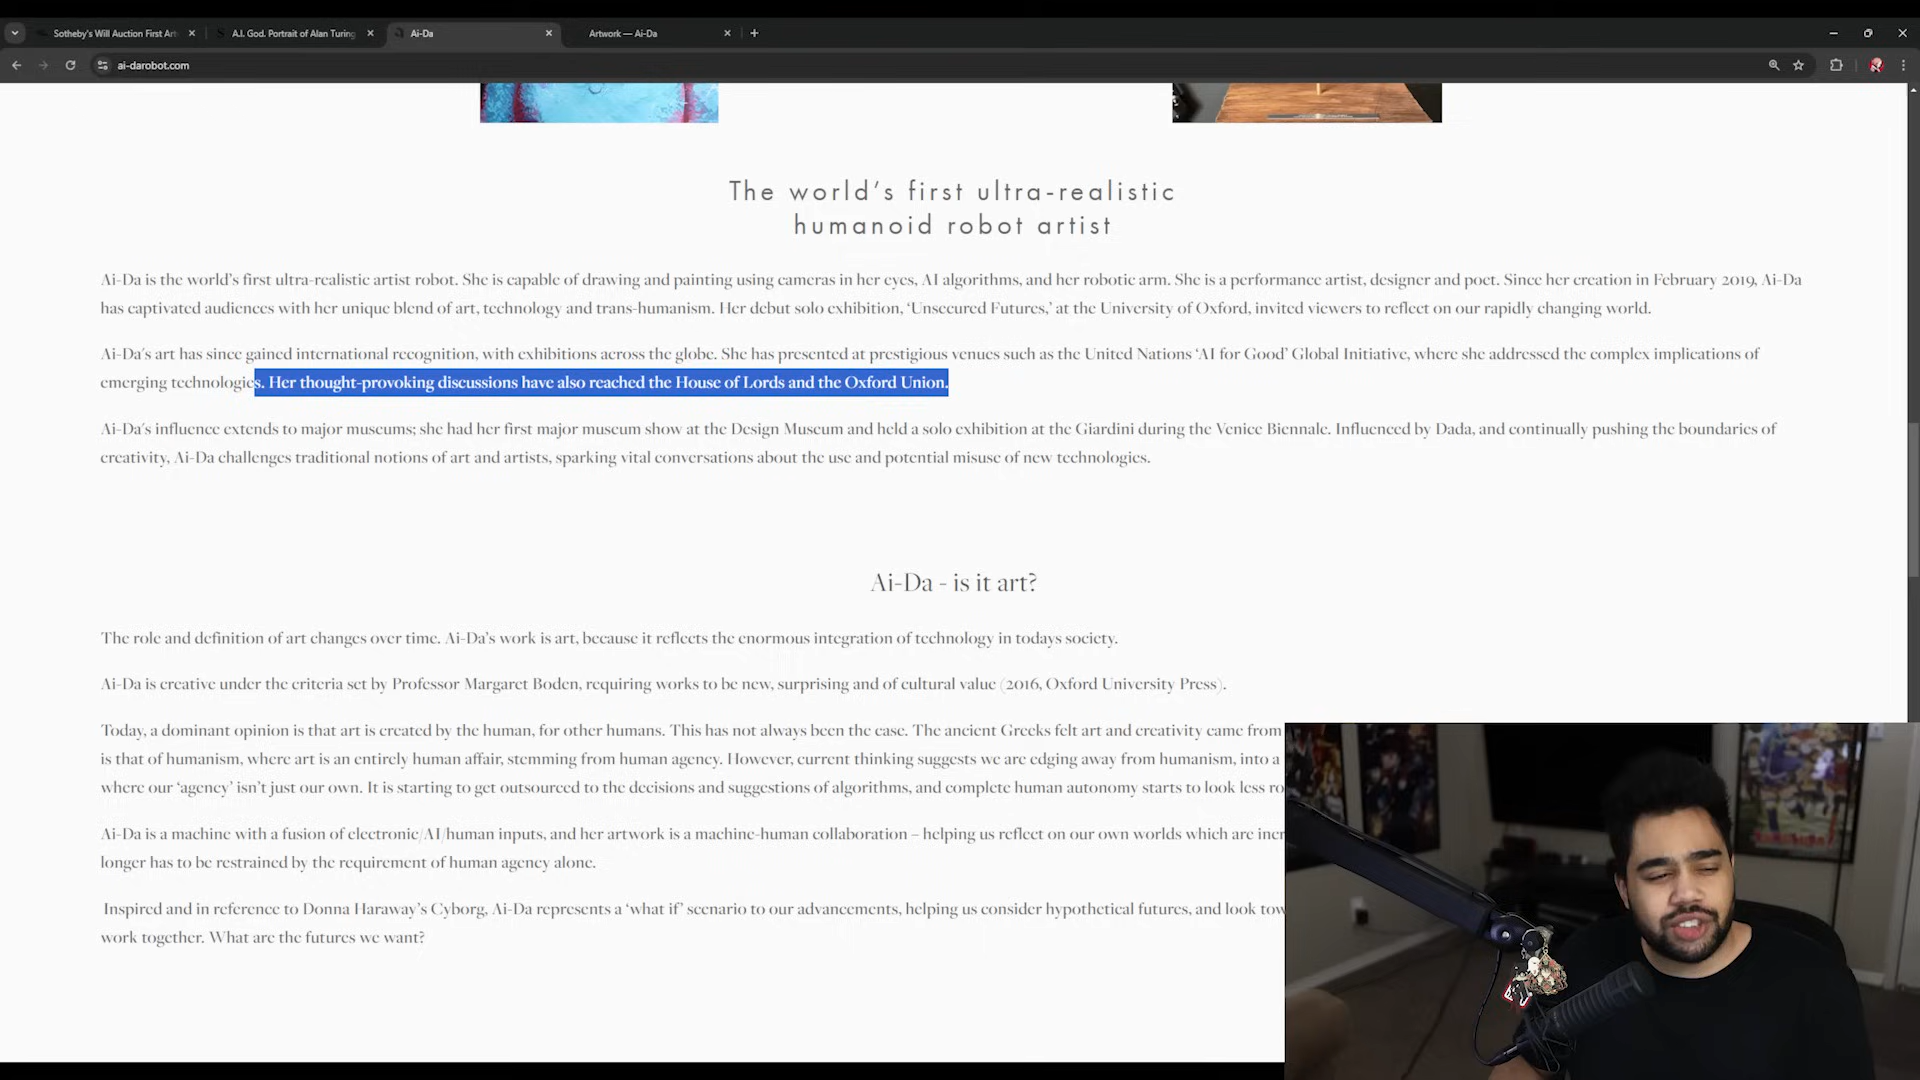 Sotheby's Will Auction First Art
A.I. God. Portrait of Alan Turing
Ai-Da
Artwork — Ai-Da
ai-darobot.com
The world's first ultra-realistic
humanoid robot artist
Ai-Da is the world's first ultra-realistic artist robot. She is capable of drawing and painting using cameras in her eyes, AI algorithms, and her robotic arm. She is a performance artist, designer and poet. Since her creation in February 2019, Ai-Da
has captivated audiences with her unique blend of art, technology and trans-humanism. Her debut solo exhibition, 'Unsecured Futures,' at the University of Oxford, invited viewers to reflect on our rapidly changing world.
Ai-Da's art has since gained international recognition, with exhibitions across the globe. She has presented at prestigious venues such as the United Nations 'AI for Good' Global Initiative, where she addressed the complex implications of
emerging technologies. Her thought-provoking discussions have also reached the House of Lords and the Oxford Union.
Ai-Da's influence extends to major museums; she had her first major museum show at the Design Museum and held a solo exhibition at the Giardini during the Venice Biennale. Influenced by Dada, and continually pushing the boundaries of
creativity, Ai-Da challenges traditional notions of art and artists, sparking vital conversations about the use and potential misuse of new technologies.
Ai-Da - is it art?
The role and definition of art changes over time. Ai-Da's work is art, because it reflects the enormous integration of technology in todays society.
Ai-Da is creative under the criteria set by Professor Margaret Boden, requiring works to be new, surprising and of cultural value (2016, Oxford University Press).
Today, a dominant opinion is that art is created by the human, for other humans. This has not always been the case. The ancient Greeks felt art and creativity came from
is that of humanism, where art is an entirely human affair, stemming from human agency. However, current thinking suggests we are edging away from humanism, into a
where our 'agency' isn't just our own. It is starting to get outsourced to the decisions and suggestions of algorithms, and complete human autonomy starts to look less ro
Ai-Da is a machine with a fusion of electronic/AI/human inputs, and her artwork is a machine-human collaboration – helping us reflect on our own worlds which are incr
longer has to be restrained by the requirement of human agency alone.
Inspired and in reference to Donna Haraway's Cyborg, Ai-Da represents a 'what if' scenario to our advancements, helping us consider hypothetical futures, and look tow
work together. What are the futures we want?